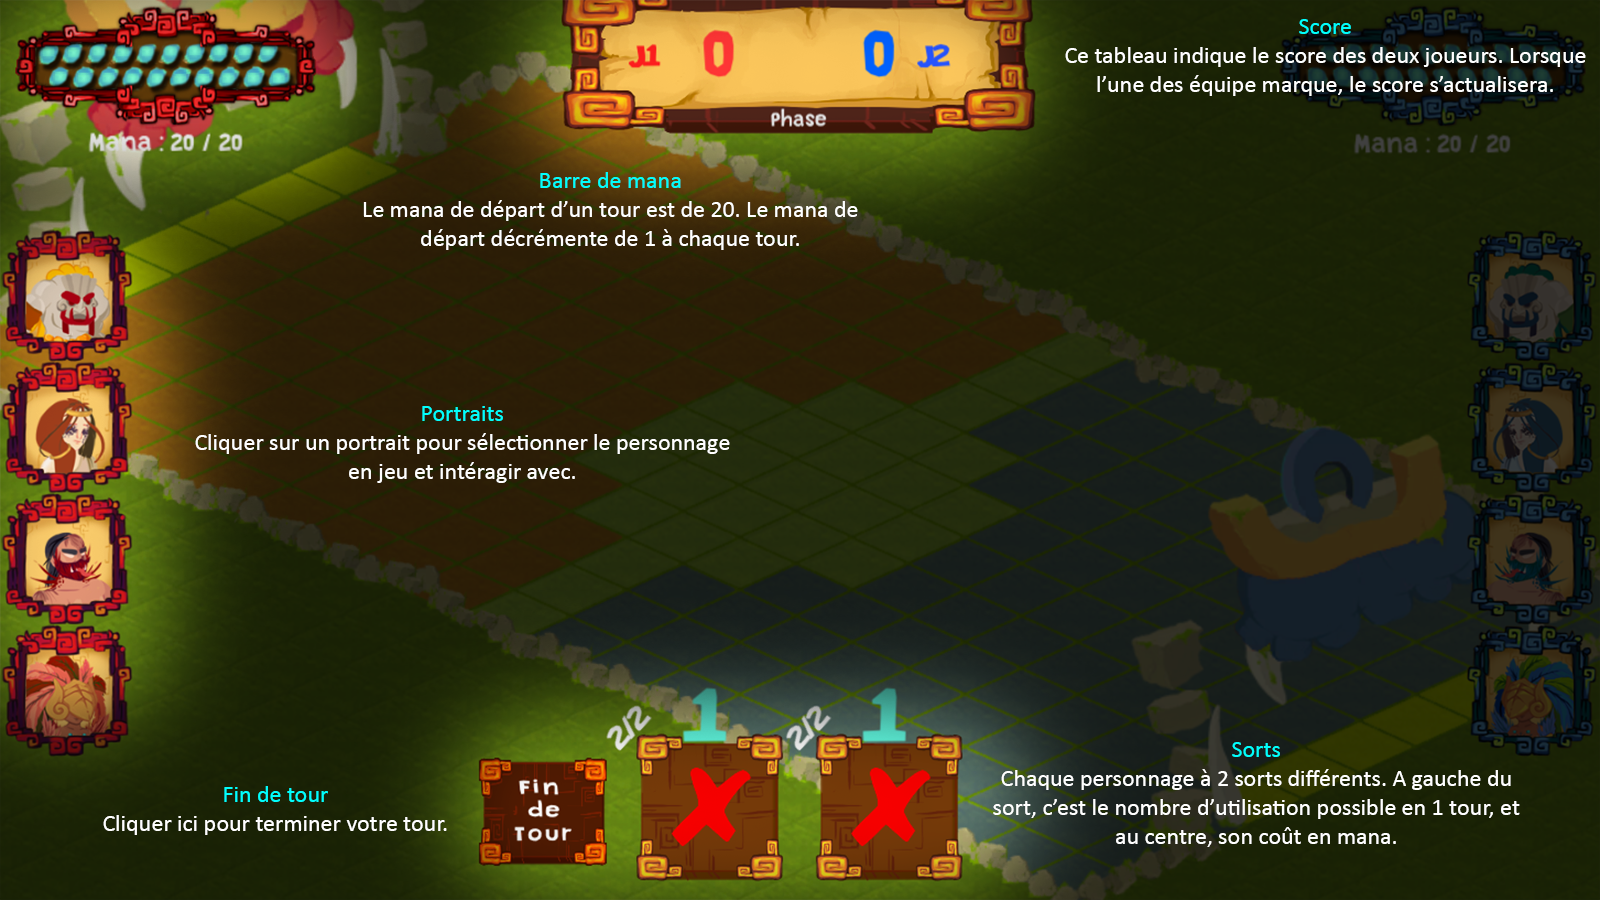 J1 0 0 J2
Phase
Mana : 20 / 20
Mana : 20 / 20
Score
Ce tableau indique le score des deux joueurs. Lorsque
l'une des équipe marque, le score s'actualisera.
Barre de mana
Le mana de départ d'un tour est de 20. Le mana de
départ décrémente de 1 à chaque tour.
Portraits
Cliquer sur un portrait pour sélectionner le personnage
en jeu et intéragir avec.
Fin de tour
Cliquer ici pour terminer votre tour.
Fin
de
Tour
2/2 1
2/2 1
Sorts
Chaque personnage à 2 sorts différents. A gauche du
sort, c'est le nombre d'utilisation possible en 1 tour, et
au centre, son coût en mana.